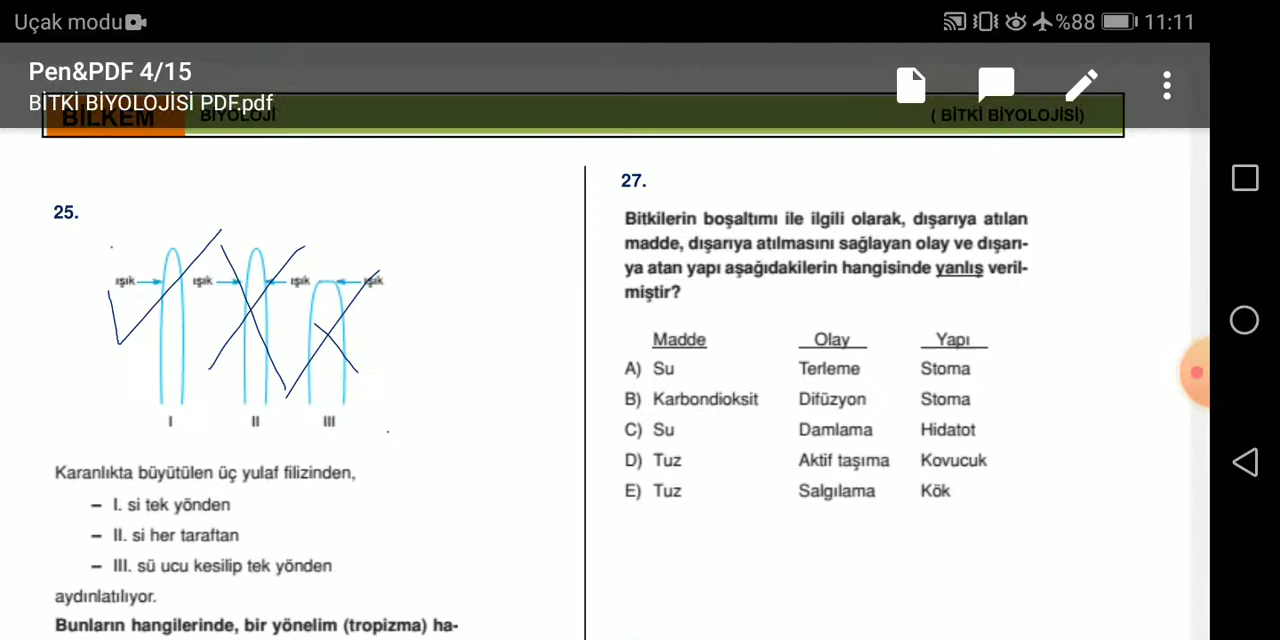 Uçak modu
%88 11:11
Pen&PDF 4/15
BİTKİ BİYOLOJİSİ PDF.pdf
BİLKEM BİYOLOJİ ( BİTKİ BİYOLOJİSİ)
25.
ışık ışık ışık ışık
I II III
Karanlıkta büyütülen üç yulaf filizinden,
– I. si tek yönden
– II. si her taraftan
– III. sü ucu kesilip tek yönden
aydınlatılıyor.
Bunların hangilerinde, bir yönelim (tropizma) ha-
27.
Bitkilerin boşaltımı ile ilgili olarak, dışarıya atılan
madde, dışarıya atılmasını sağlayan olay ve dışarı-
ya atan yapı aşağıdakilerin hangisinde yanlış veril-
miştir?
Madde Olay Yapı
A) Su Terleme Stoma
B) Karbondioksit Difüzyon Stoma
C) Su Damlama Hidatot
D) Tuz Aktif taşıma Kovucuk
E) Tuz Salgılama Kök